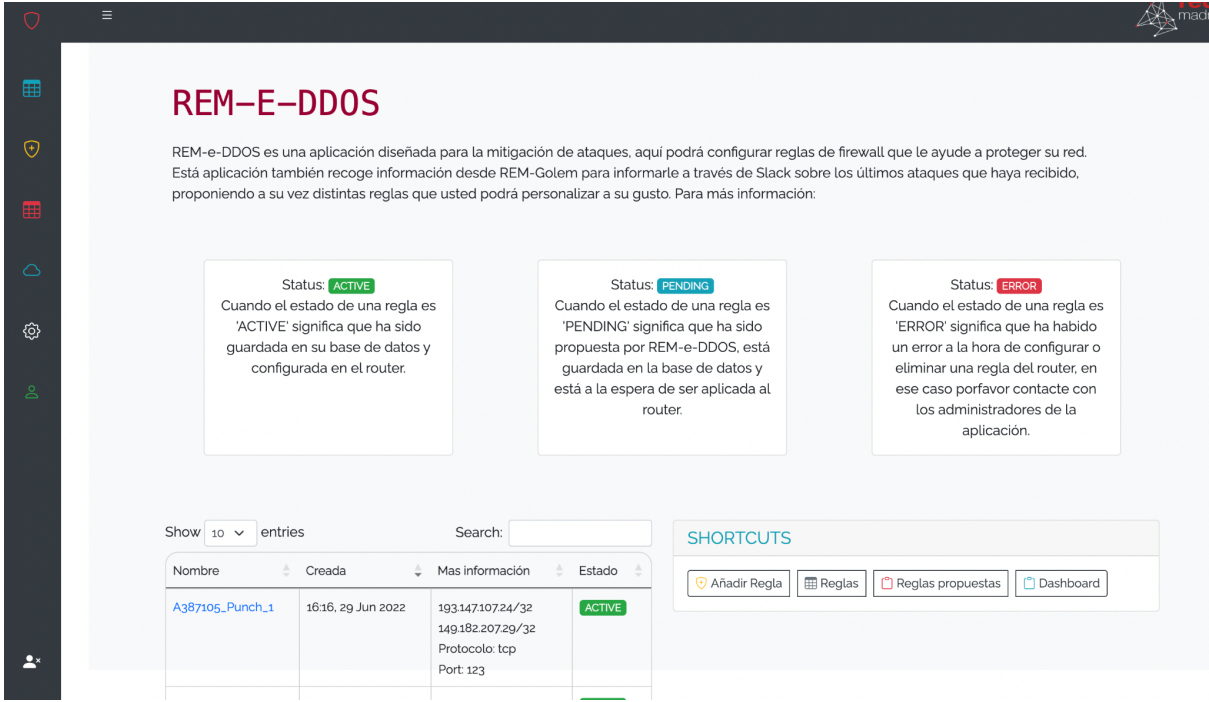 madri
REM-E-DDOS
REM-e-DDOS es una aplicación diseñada para la mitigación de ataques, aquí podrá configurar reglas de firewall que le ayude a proteger su red.
Está aplicación también recoge información desde REM-Golem para informarle a través de Slack sobre los últimos ataques que haya recibido,
proponiendo a su vez distintas reglas que usted podrá personalizar a su gusto. Para más información:
Status: ACTIVE
Cuando el estado de una regla es
'ACTIVE' significa que ha sido
guardada en su base de datos y
configurada en el router.
Status: PENDING
Cuando el estado de una regla es
'PENDING' significa que ha sido
propuesta por REM-e-DDOS, está
guardada en la base de datos y
está a la espera de ser aplicada al
router.
Status: ERROR
Cuando el estado de una regla es
'ERROR' significa que ha habido
un error a la hora de configurar o
eliminar una regla del router, en
ese caso porfavor contacte con
los administradores de la
aplicación.
Show 10 entries Search:
Nombre Creada Mas información Estado
A387105_Punch_1 16:16, 29 Jun 2022 193.147.107.24/32 ACTIVE
149.182.207.29/32
Protocolo: tcp
Port: 123
SHORTCUTS
Añadir Regla Reglas Reglas propuestas Dashboard